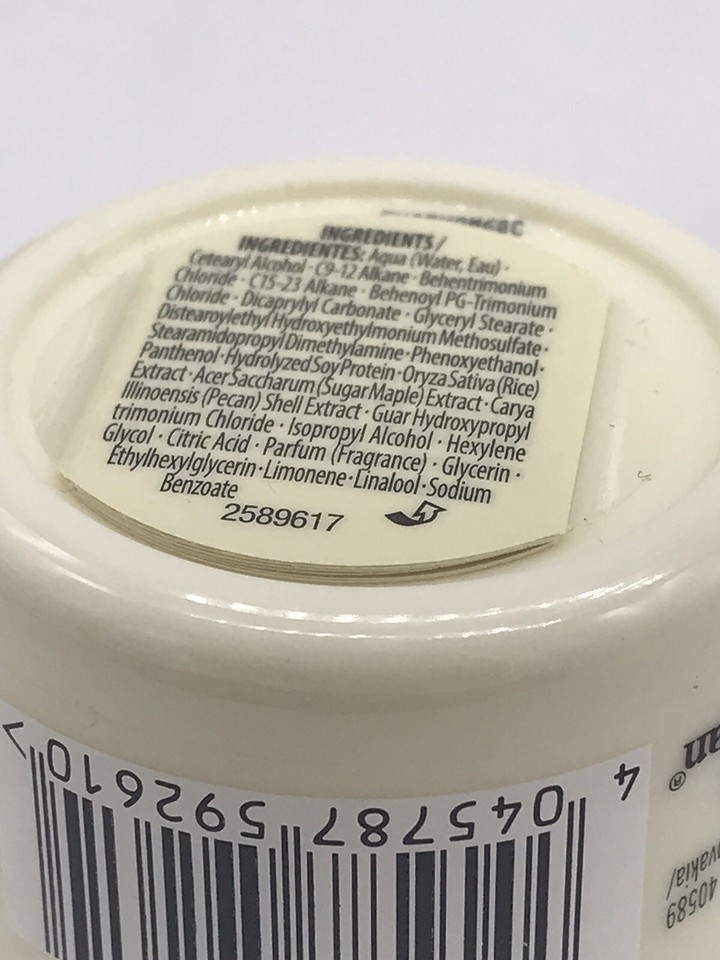 INGREDIENTS/
INGREDIENTES: Aqua (Water, Eau) ·
Cetearyl Alcohol · C9-12 Alkane · Behentrimonium
Chloride · C15-23 Alkane · Behenoyl PG-Trimonium
Chloride · Dicaprylyl Carbonate · Glyceryl Stearate ·
Distearoylethyl Hydroxyethylmonium Methosulfate ·
Stearamidopropyl Dimethylamine · Phenoxyethanol ·
Panthenol · Hydrolyzed Soy Protein · Oryza Sativa (Rice)
Extract · Acer Saccharum (Sugar Maple) Extract · Carya
Illinoensis (Pecan) Shell Extract · Guar Hydroxypropyl
trimonium Chloride · Isopropyl Alcohol · Hexylene
Glycol · Citric Acid · Parfum (Fragrance) · Glycerin ·
Ethylhexylglycerin · Limonene · Linalool · Sodium
Benzoate
2589617
4 045787 592610 >
an®
40589
ovakia/